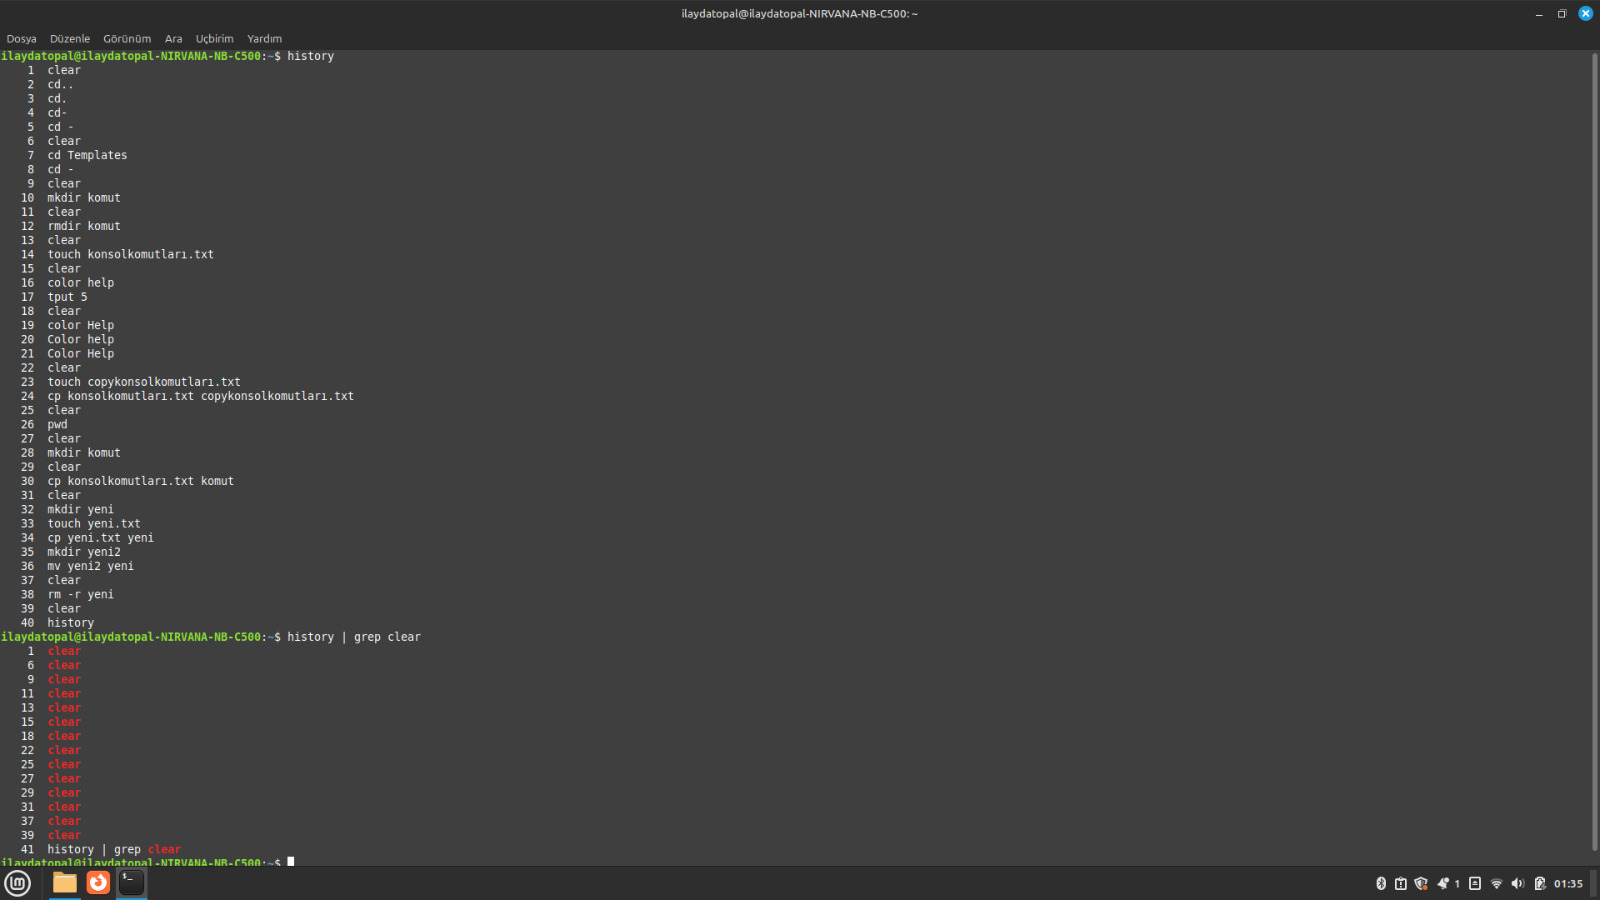 ilaydatopal@ilaydatopal-NIRVANA-NB-C500: ~
Dosya Düzenle Görünüm Ara Uçbirim Yardım
ilaydatopal@ilaydatopal-NIRVANA-NB-C500:~$ history
1 clear
2 cd..
3 cd.
4 cd-
5 cd -
6 clear
7 cd Templates
8 cd -
9 clear
10 mkdir komut
11 clear
12 rmdir komut
13 clear
14 touch konsolkomutları.txt
15 clear
16 color help
17 tput 5
18 clear
19 color Help
20 Color help
21 Color Help
22 clear
23 touch copykonsolkomutları.txt
24 cp konsolkomutları.txt copykonsolkomutları.txt
25 clear
26 pwd
27 clear
28 mkdir komut
29 clear
30 cp konsolkomutları.txt komut
31 clear
32 mkdir yeni
33 touch yeni.txt
34 cp yeni.txt yeni
35 mkdir yeni2
36 mv yeni2 yeni
37 clear
38 rm -r yeni
39 clear
40 history
ilaydatopal@ilaydatopal-NIRVANA-NB-C500:~$ history | grep clear
1 clear
6 clear
9 clear
11 clear
13 clear
15 clear
18 clear
22 clear
25 clear
27 clear
29 clear
31 clear
37 clear
39 clear
41 history | grep clear
ilaydatopal@ilaydatopal-NIRVANA-NB-C500:~$
1 01:35